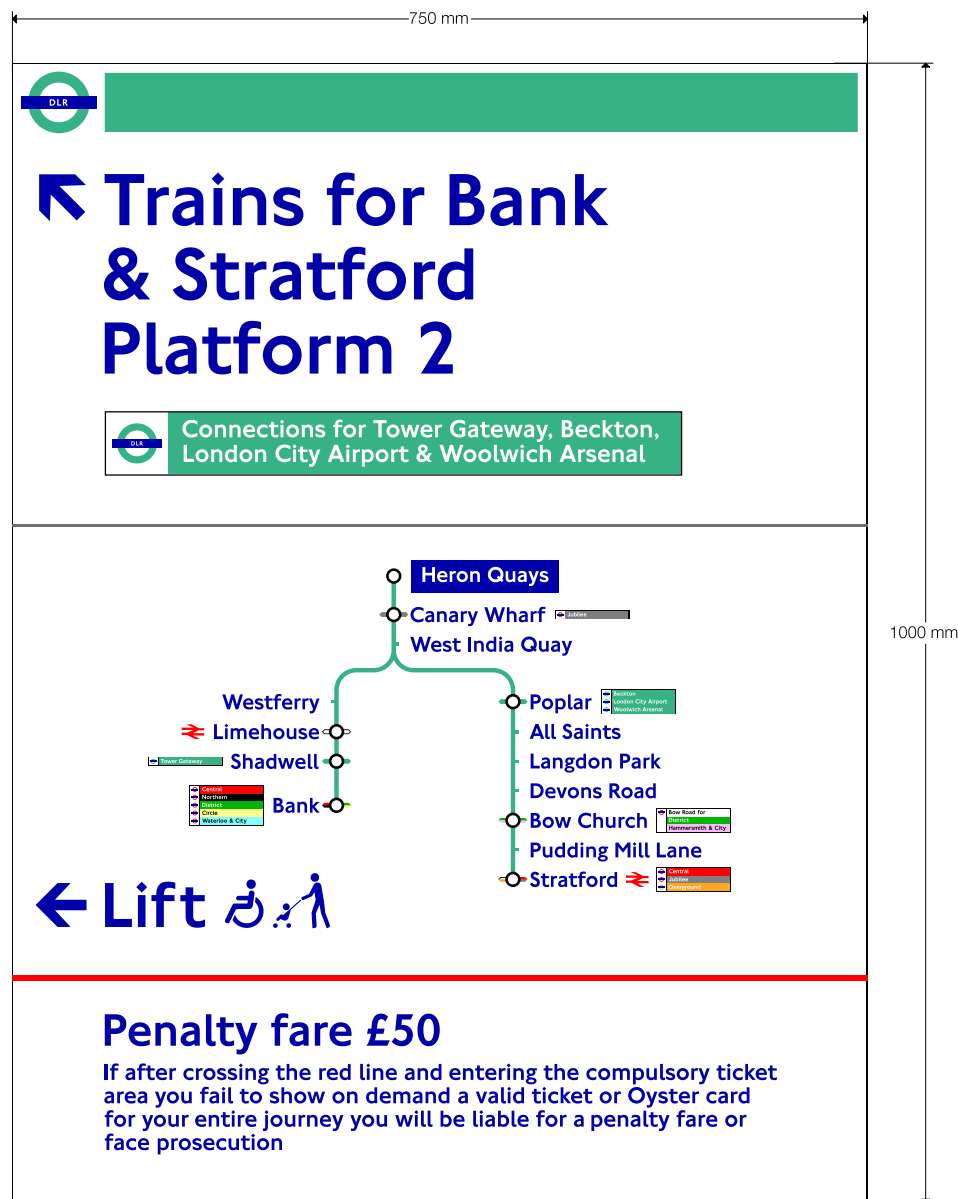 750 mm
DLR
Trains for Bank
& Stratford
Platform 2
DLR
Connections for Tower Gateway, Beckton,
London City Airport & Woolwich Arsenal
Heron Quays
Canary Wharf
Jubilee
West India Quay
1000 mm
Westferry
Limehouse
Tower Gateway
Shadwell
Central
Northern
District
Circle
Waterloo & City
Bank
Poplar
Beckton
London City Airport
Woolwich Arsenal
All Saints
Langdon Park
Devons Road
Bow Church
Bow Road for
District
Hammersmith & City
Pudding Mill Lane
Stratford
Central
Jubilee
Overground
Lift
Penalty fare £50
If after crossing the red line and entering the compulsory ticket
area you fail to show on demand a valid ticket or Oyster card
for your entire journey you will be liable for a penalty fare or
face prosecution